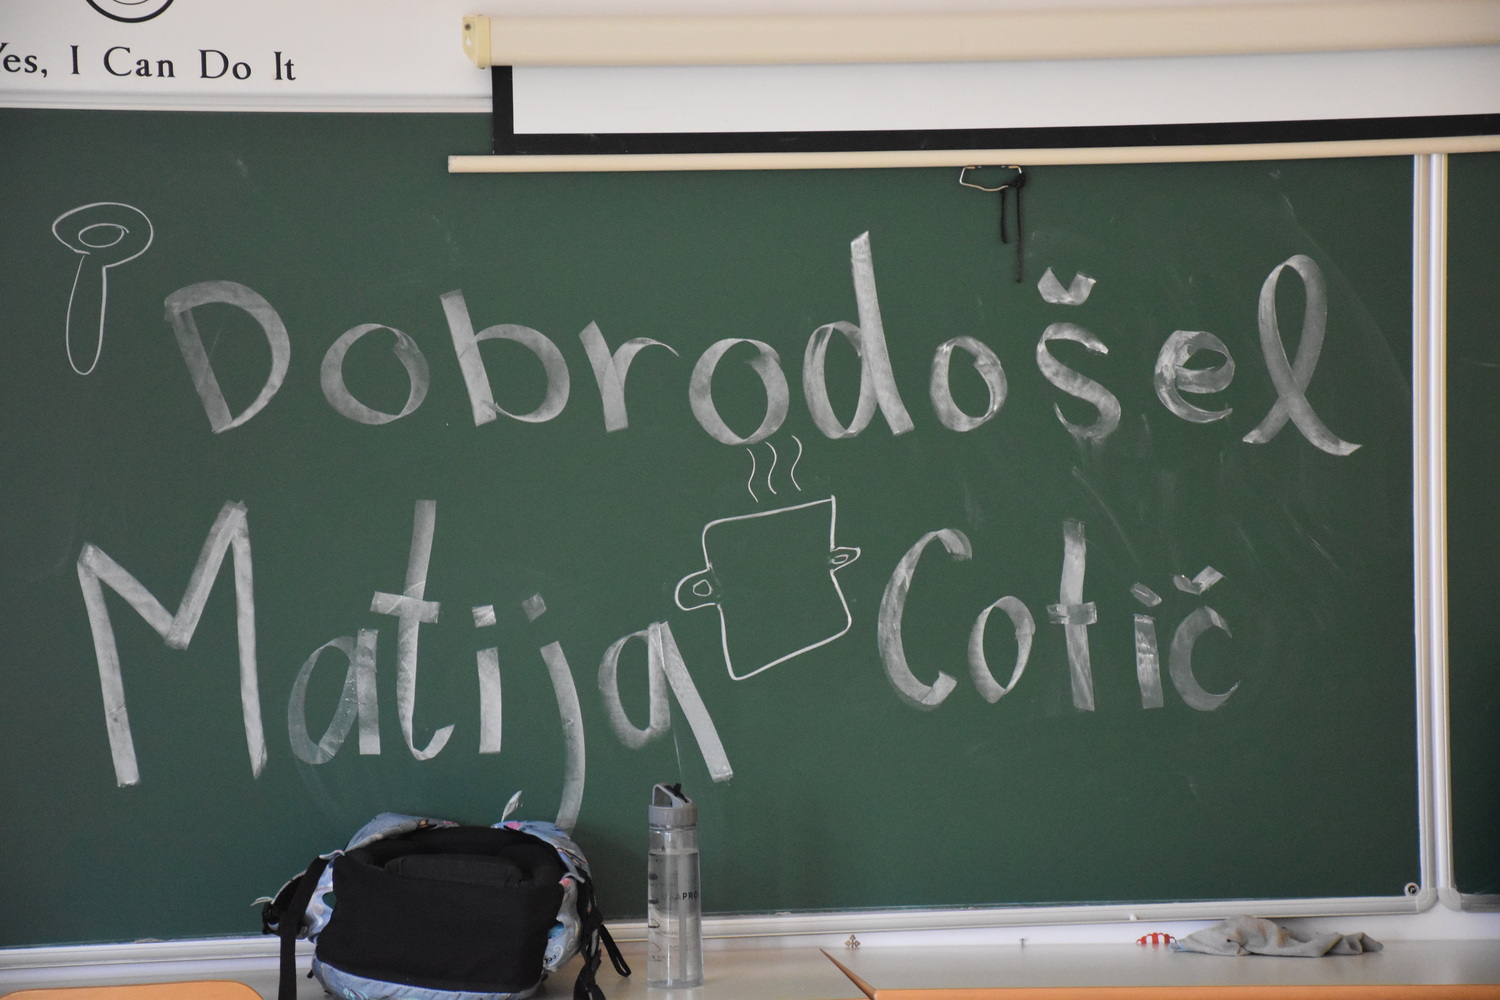 Yes, I Can Do It
Dobrodošel
Matija Cotič